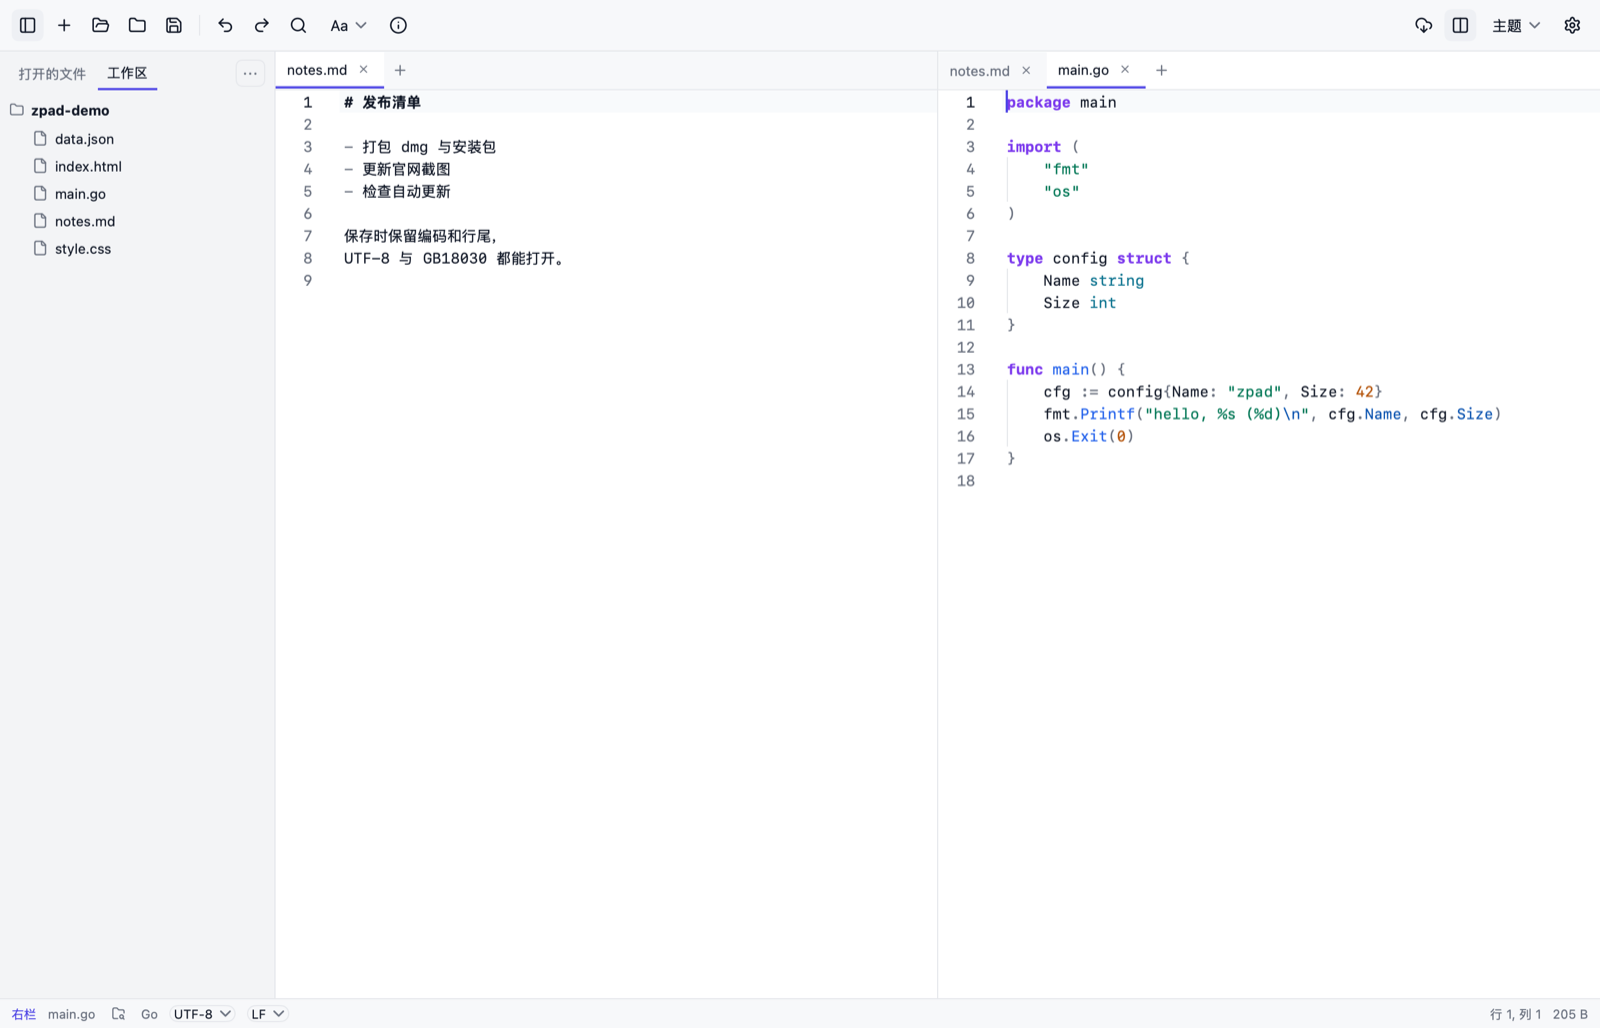 Aa
主题
打开的文件 工作区 ...
zpad-demo
data.json
index.html
main.go
notes.md
style.css
notes.md
1 # 发布清单
2
3 - 打包 dmg 与安装包
4 - 更新官网截图
5 - 检查自动更新
6
7 保存时保留编码和行尾,
8 UTF-8 与 GB18030 都能打开。
9
notes.md main.go
1 package main
2
3 import (
4 "fmt"
5 "os"
6 )
7
8 type config struct {
9 Name string
10 Size int
11 }
12
13 func main() {
14 cfg := config{Name: "zpad", Size: 42}
15 fmt.Printf("hello, %s (%d)\n", cfg.Name, cfg.Size)
16 os.Exit(0)
17 }
18
右栏 main.go Go UTF-8 LF
行 1, 列 1 205 B